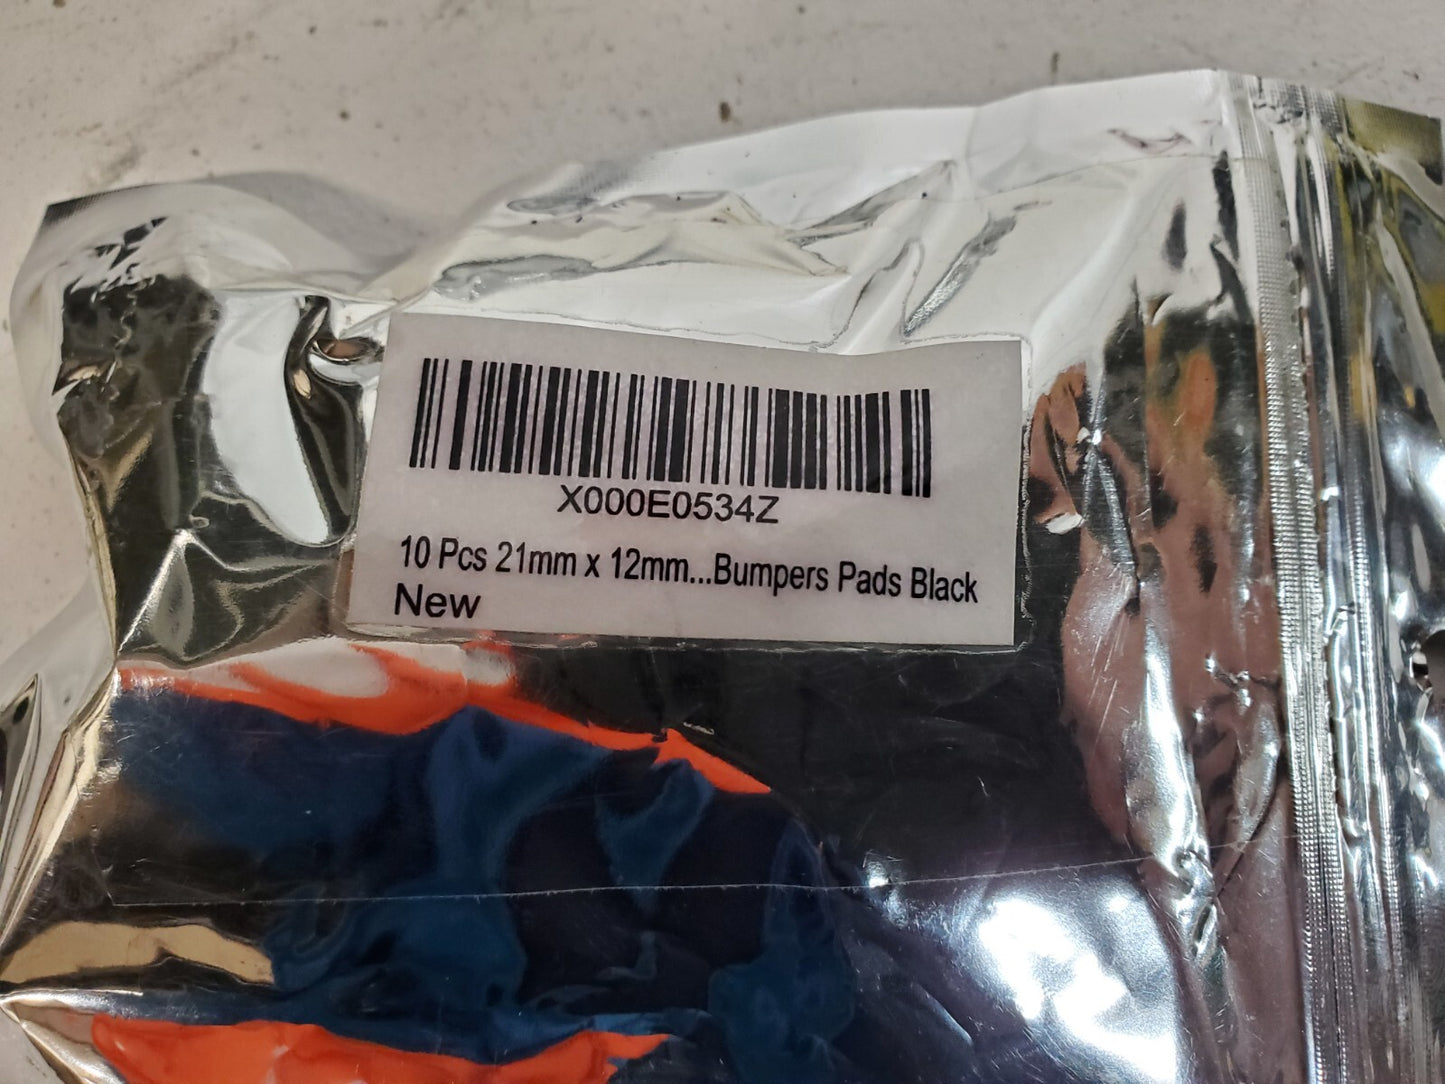 X000E0534Z
10 Pcs 21mm x 12mm...Bumpers Pads Black
New